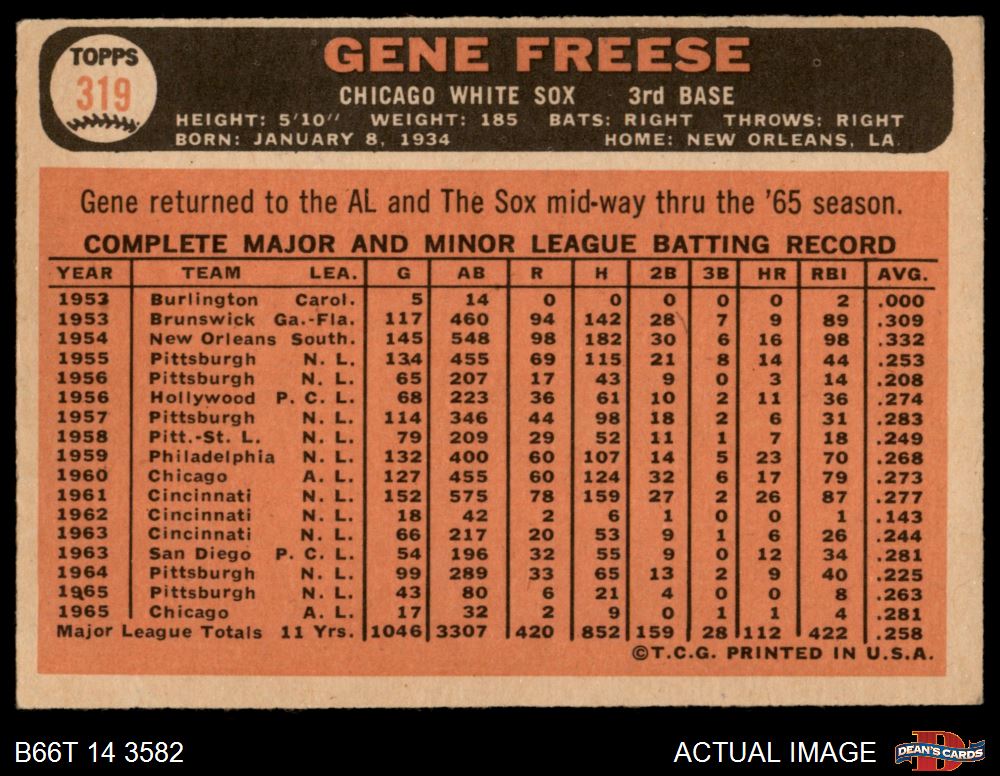 TOPPS
319
GENE FREESE
CHICAGO WHITE SOX 3rd BASE
HEIGHT: 5'10" WEIGHT: 185 BATS: RIGHT THROWS: RIGHT
BORN: JANUARY 8, 1934 HOME: NEW ORLEANS, LA.
Gene returned to the AL and The Sox mid-way thru the '65 season.
COMPLETE MAJOR AND MINOR LEAGUE BATTING RECORD
YEAR TEAM LEA. G AB R H 2B 3B HR RBI AVG.
1953 Burlington Carol. 5 14 0 0 0 0 0 2 .000
1953 Brunswick Ga.-Fla. 117 460 94 142 28 7 9 89 .309
1954 New Orleans South. 145 548 98 182 30 6 16 98 .332
1955 Pittsburgh N. L. 134 455 69 115 21 8 14 44 .253
1956 Pittsburgh N. L. 65 207 17 43 9 0 3 14 .208
1956 Hollywood P. C. L. 68 223 36 61 10 2 11 36 .274
1957 Pittsburgh N. L. 114 346 44 98 18 2 6 31 .283
1958 Pitt.-St. L. N. L. 79 209 29 52 11 1 7 18 .249
1959 Philadelphia N. L. 132 400 60 107 14 5 23 70 .268
1960 Chicago A. L. 127 455 60 124 32 6 17 79 .273
1961 Cincinnati N. L. 152 575 78 159 27 2 26 87 .277
1962 Cincinnati N. L. 18 42 2 6 1 0 0 1 .143
1963 Cincinnati N. L. 66 217 20 53 9 1 6 26 .244
1963 San Diego P. C. L. 54 196 32 55 9 0 12 34 .281
1964 Pittsburgh N. L. 99 289 33 65 13 2 9 40 .225
1965 Pittsburgh N. L. 43 80 6 21 4 0 0 8 .263
1965 Chicago A. L. 17 32 2 9 0 1 1 4 .281
Major League Totals 11 Yrs. 1046 3307 420 852 159 28 112 422 .258
©T.C.G. PRINTED IN U.S.A.
B66T 14 3582 ACTUAL IMAGE DEAN'S CARDS